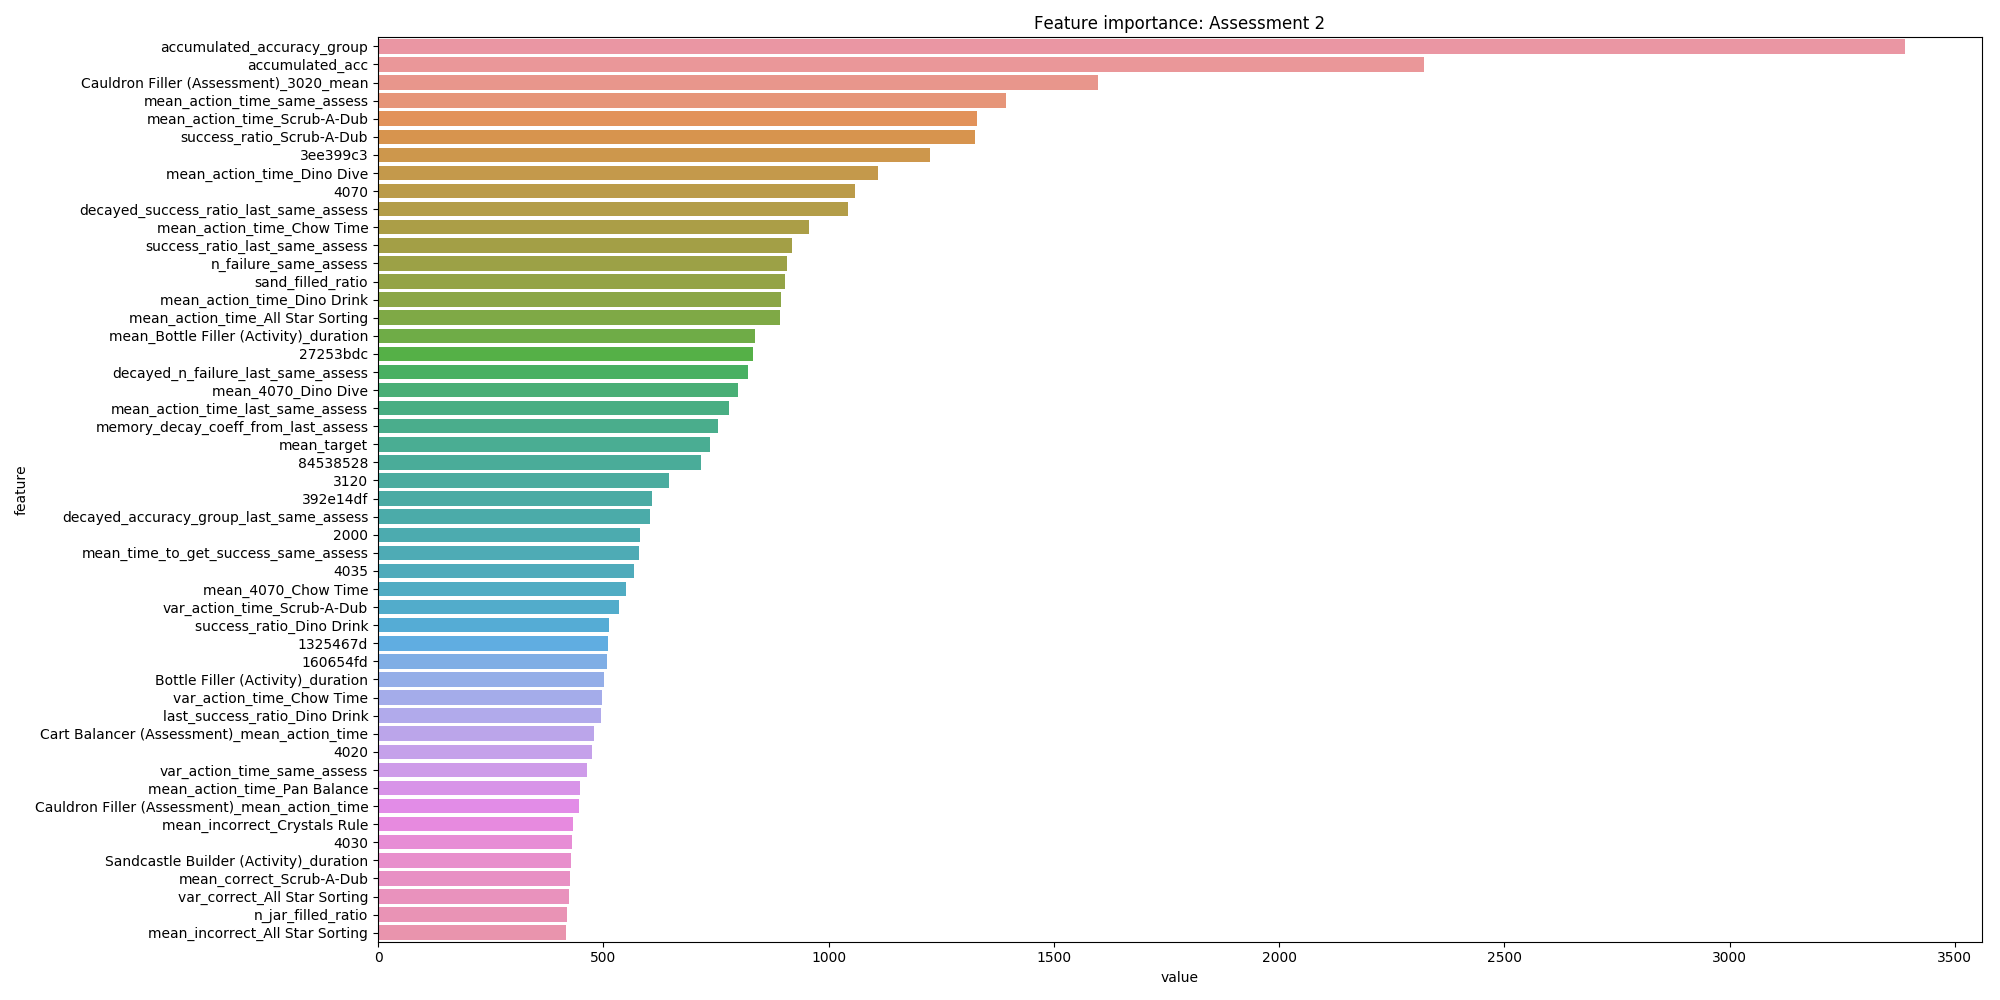 Feature importance: Assessment 2
accumulated_accuracy_group
accumulated_acc
Cauldron Filler (Assessment)_3020_mean
mean_action_time_same_assess
mean_action_time_Scrub-A-Dub
success_ratio_Scrub-A-Dub
3ee399c3
mean_action_time_Dino Dive
4070
decayed_success_ratio_last_same_assess
mean_action_time_Chow Time
success_ratio_last_same_assess
n_failure_same_assess
sand_filled_ratio
mean_action_time_Dino Drink
mean_action_time_All Star Sorting
mean_Bottle Filler (Activity)_duration
27253bdc
decayed_n_failure_last_same_assess
mean_4070_Dino Dive
mean_action_time_last_same_assess
memory_decay_coeff_from_last_assess
mean_target
84538528
3120
392e14df
decayed_accuracy_group_last_same_assess
2000
mean_time_to_get_success_same_assess
4035
mean_4070_Chow Time
var_action_time_Scrub-A-Dub
success_ratio_Dino Drink
1325467d
160654fd
Bottle Filler (Activity)_duration
var_action_time_Chow Time
last_success_ratio_Dino Drink
Cart Balancer (Assessment)_mean_action_time
4020
var_action_time_same_assess
mean_action_time_Pan Balance
Cauldron Filler (Assessment)_mean_action_time
mean_incorrect_Crystals Rule
4030
Sandcastle Builder (Activity)_duration
mean_correct_Scrub-A-Dub
var_correct_All Star Sorting
n_jar_filled_ratio
mean_incorrect_All Star Sorting
feature
0 500 1000 1500 2000 2500 3000 3500
value